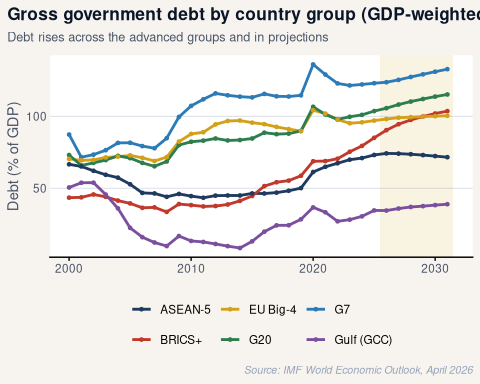 Gross government debt by country group (GDP-weighted
Debt rises across the advanced groups and in projections
Debt (% of GDP)
100
50
2000
2010
2020
2030
ASEAN-5
EU Big-4
G7
BRICS+
G20
Gulf (GCC)
Source: IMF World Economic Outlook, April 2026